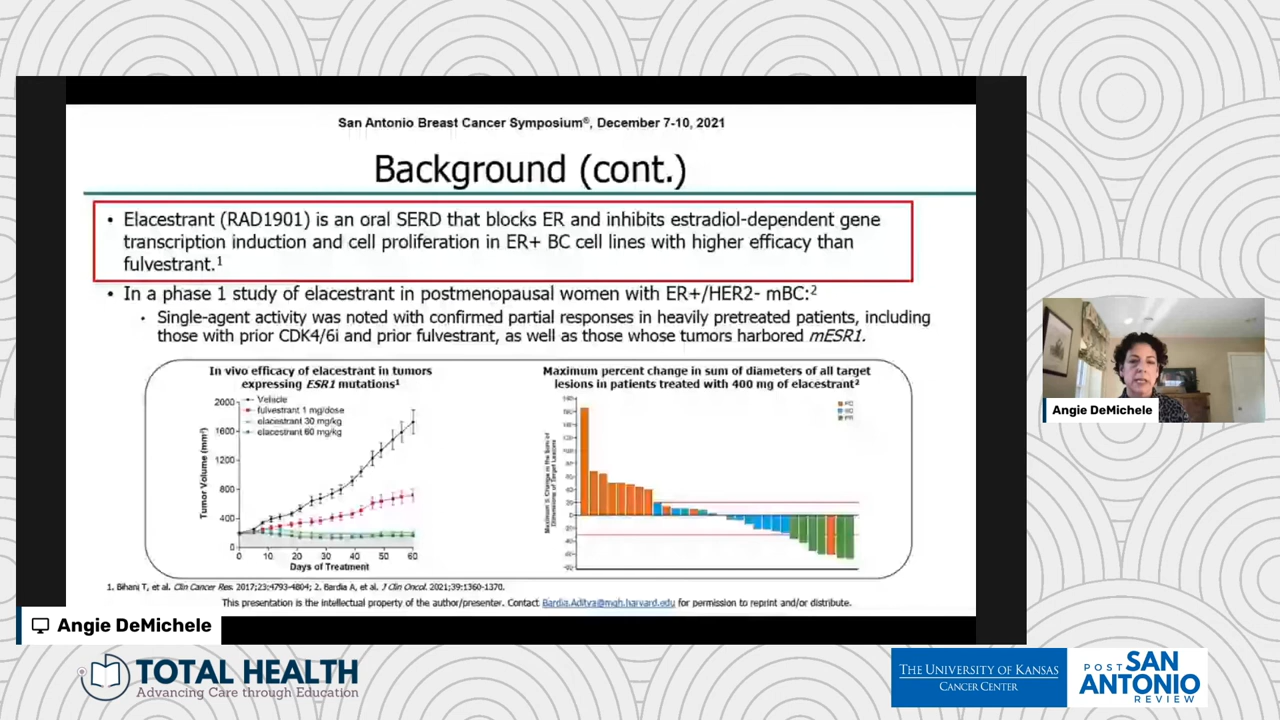 San Antonio Breast Cancer Symposium®, December 7-10, 2021
Background (cont.)
• Elacestrant (RAD1901) is an oral SERD that blocks ER and inhibits estradiol-dependent gene
transcription induction and cell proliferation in ER+ BC cell lines with higher efficacy than
fulvestrant.1
• In a phase 1 study of elacestrant in postmenopausal women with ER+/HER2- mBC:2
• Single-agent activity was noted with confirmed partial responses in heavily pretreated patients, including
those with prior CDK4/6i and prior fulvestrant, as well as those whose tumors harbored mESR1.
In vivo efficacy of elacestrant in tumors
expressing ESR1 mutations1
Vehicle
fulvestrant 1 mg/dose
elacestrant 30 mg/kg
elacestrant 60 mg/kg
Tumor Volume (mm3)
2000
1600
1200
800
400
0
0 10 20 30 40 50 60
Days of Treatment
Maximum percent change in sum of diameters of all target
lesions in patients treated with 400 mg of elacestrant2
1. Bihani T, et al. Clin Cancer Res. 2017;23:4793-4804; 2. Bardia A, et al. J Clin Oncol. 2021;39:1360-1370.
This presentation is the intellectual property of the author/presenter. Contact Bardia.Aditya@mgh.harvard.edu for permission to reprint and/or distribute.
Angie DeMichele
Angie DeMichele
TOTAL HEALTH
Advancing Care through Education
THE UNIVERSITY OF KANSAS
CANCER CENTER
POST
SAN
ANTONIO
REVIEW